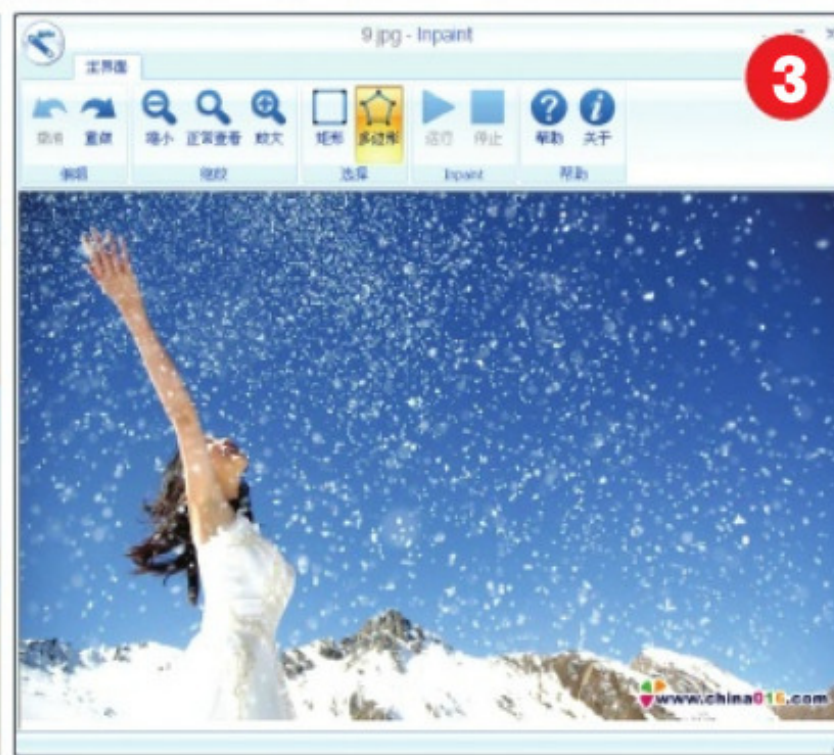 9.jpg - Inpaint
3
主界面
撤消 重做 缩小 正常查看 放大 矩形 多边形 运行 停止 帮助 关于
编辑 缩放 选择 Inpaint 帮助
www.china016.com